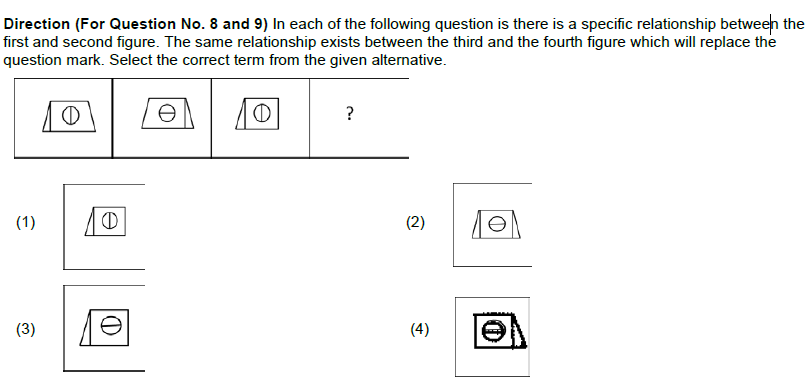 Direction (For Question No. 8 and 9) In each of the following question is there is a specific relationship between the
first and second figure. The same relationship exists between the third and the fourth figure which will replace the
question mark. Select the correct term from the given alternative.
?
(1)
(2)
(3)
(4)